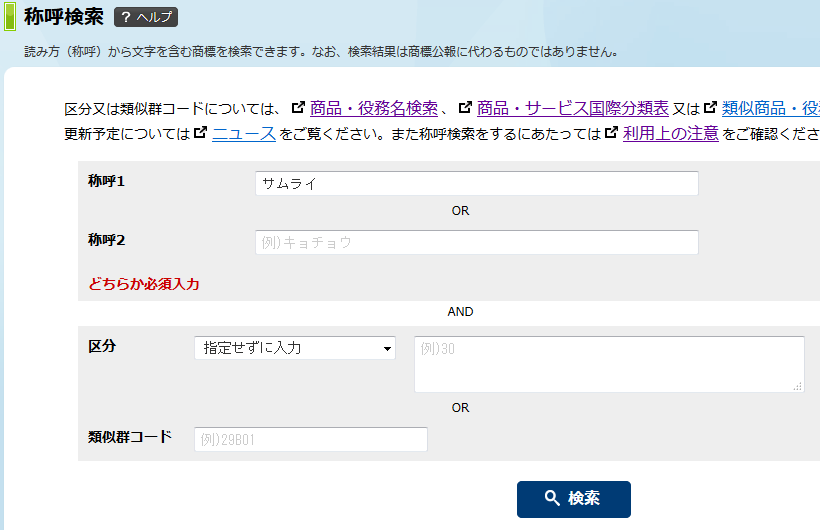 称呼検索 ? ヘルプ
読み方（称呼）から文字を含む商標を検索できます。なお、検索結果は商標公報に代わるものではありません。
区分又は類似群コードについては、 商品・役務名検索 、 商品・サービス国際分類表 又は 類似商品・役
更新予定については ニュース をご覧ください。また称呼検索をするにあたっては 利用上の注意 をご確認くださ
称呼1 サムライ
OR
称呼2 例)キョチョウ
どちらか必須入力
AND
区分 指定せずに入力 例)30
OR
類似群コード 例)29B01
検索